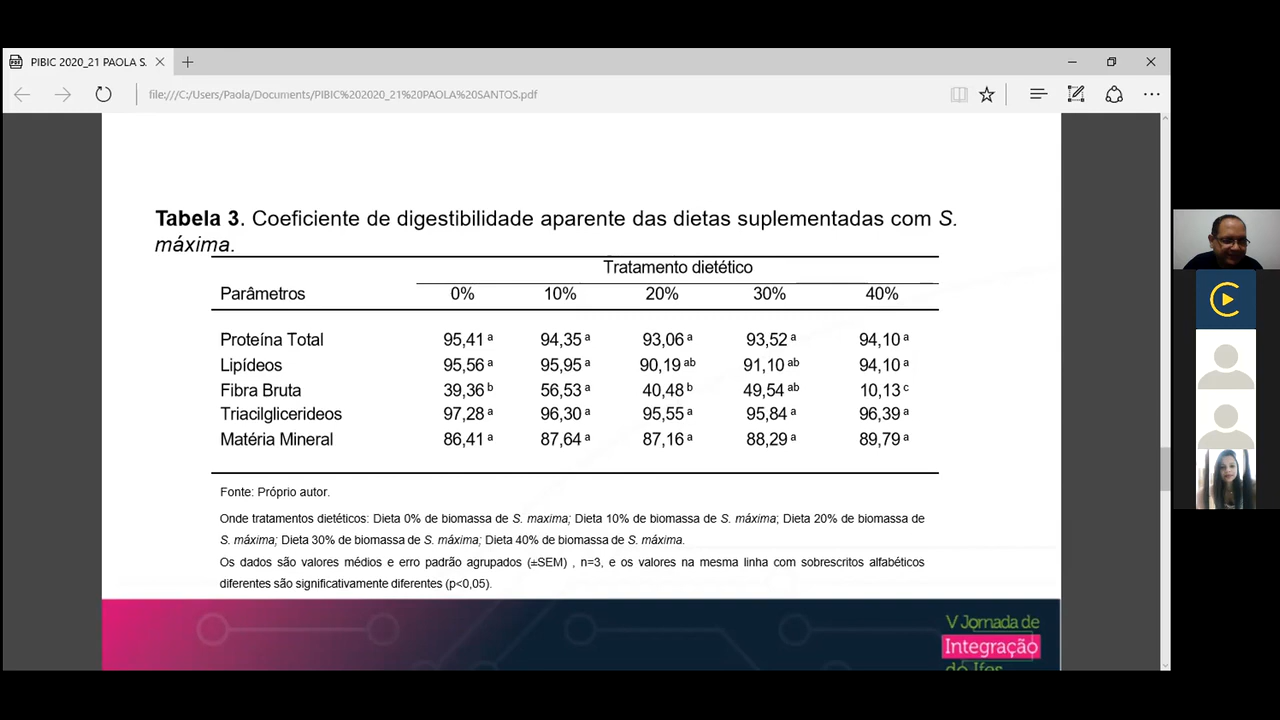 PIBIC 2020_21 PAOLA S.
file:///C:/Users/Paola/Documents/PIBIC%202020_21%20PAOLA%20SANTOS.pdf
Tabela 3. Coeficiente de digestibilidade aparente das dietas suplementadas com S.
máxima.
Tratamento dietético
Parâmetros 0% 10% 20% 30% 40%
Proteína Total 95,41 a 94,35 a 93,06 a 93,52 a 94,10 a
Lipídeos 95,56 a 95,95 a 90,19 ab 91,10 ab 94,10 a
Fibra Bruta 39,36 b 56,53 a 40,48 b 49,54 ab 10,13 c
Triacilglicerideos 97,28 a 96,30 a 95,55 a 95,84 a 96,39 a
Matéria Mineral 86,41 a 87,64 a 87,16 a 88,29 a 89,79 a
Fonte: Próprio autor.
Onde tratamentos dietéticos: Dieta 0% de biomassa de S. maxima; Dieta 10% de biomassa de S. máxima; Dieta 20% de biomassa de
S. máxima; Dieta 30% de biomassa de S. máxima; Dieta 40% de biomassa de S. máxima.
Os dados são valores médios e erro padrão agrupados (±SEM) , n=3, e os valores na mesma linha com sobrescritos alfabéticos
diferentes são significativamente diferentes (p<0,05).
V Jornada de
Integração
do Ifes